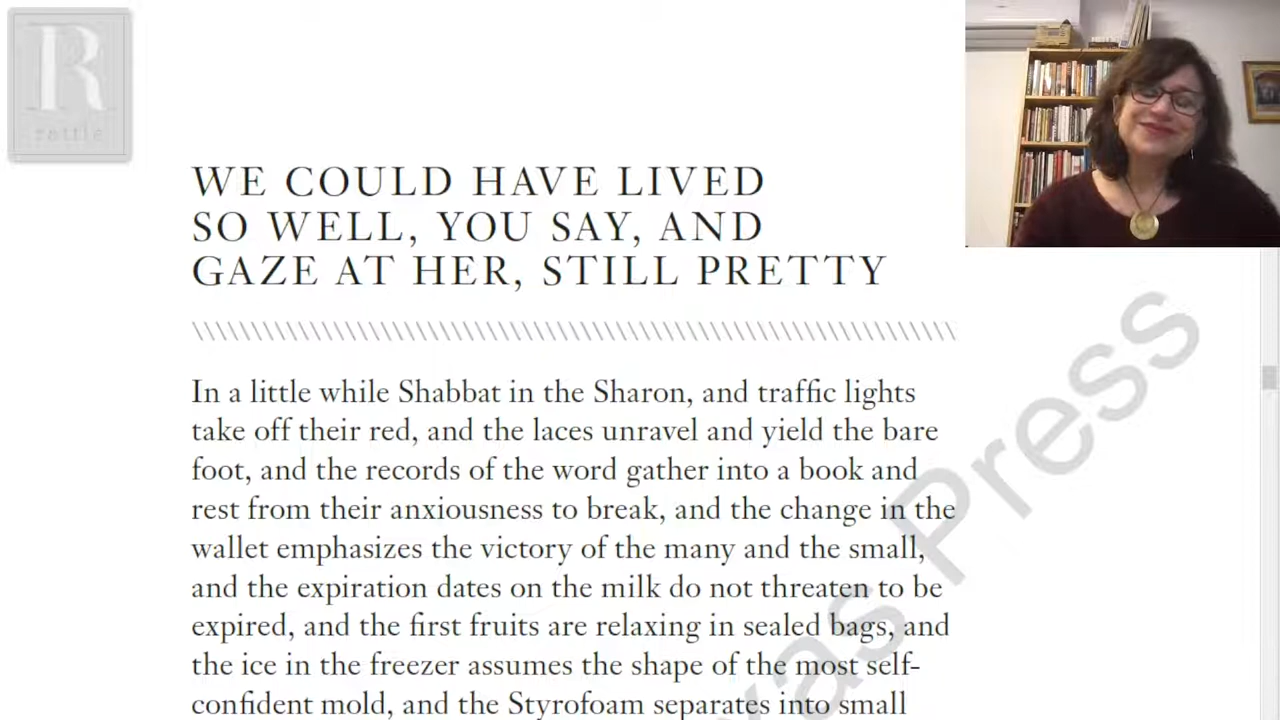 R
rattle
WE COULD HAVE LIVED
SO WELL, YOU SAY, AND
GAZE AT HER, STILL PRETTY
In a little while Shabbat in the Sharon, and traffic lights
take off their red, and the laces unravel and yield the bare
foot, and the records of the word gather into a book and
rest from their anxiousness to break, and the change in the
wallet emphasizes the victory of the many and the small,
and the expiration dates on the milk do not threaten to be
expired, and the first fruits are relaxing in sealed bags, and
the ice in the freezer assumes the shape of the most self-
confident mold, and the Styrofoam separates into small
xas Press